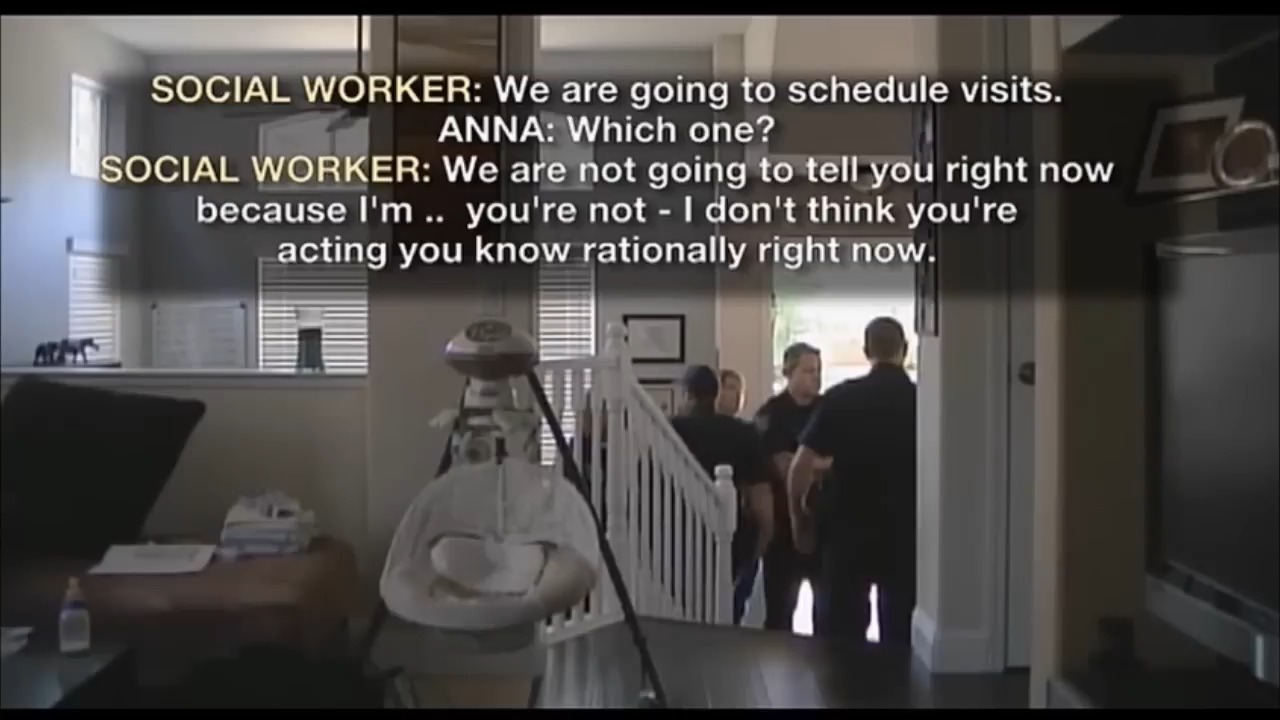 SOCIAL WORKER: We are going to schedule visits.
ANNA: Which one?
SOCIAL WORKER: We are not going to tell you right now
because I'm .. you're not - I don't think you're
acting you know rationally right now.